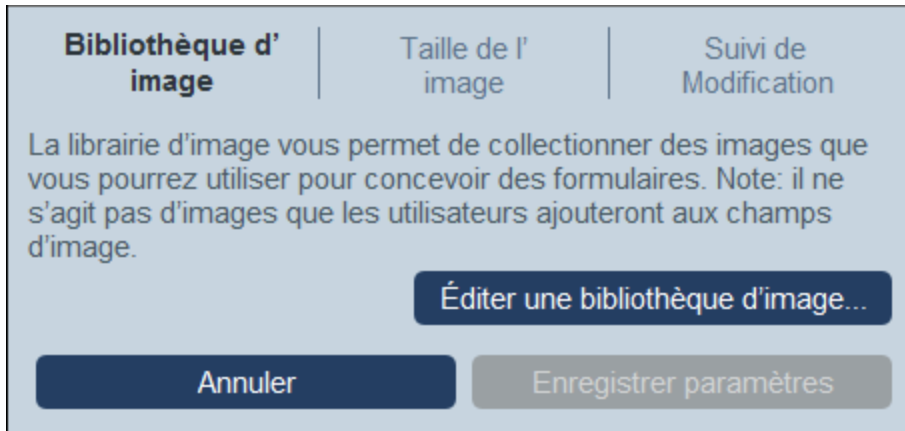 Bibliothèque d’
image
Taille de l’
image
Suivi de
Modification
La librairie d’image vous permet de collectionner des images que
vous pourrez utiliser pour concevoir des formulaires. Note: il ne
s’agit pas d’images que les utilisateurs ajouteront aux champs
d’image.
Éditer une bibliothèque d’image...
Annuler
Enregistrer paramètres